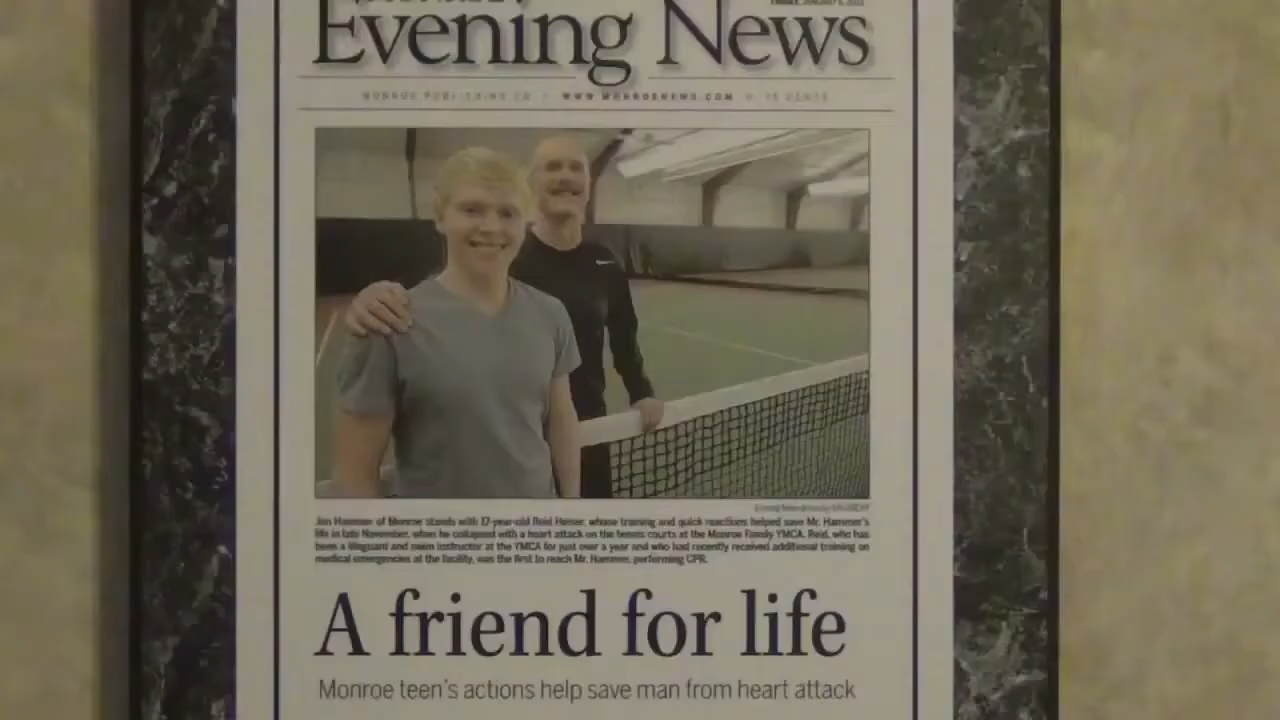 Evening News
MONROE PUBLISHING CO • WWW.MONROENEWS.COM • 75 CENTS
Jon Hammer of Monroe stands with 17-year-old Reid Heiser, whose training and quick reactions helped save Mr. Hammer's
life in late November, when he collapsed with a heart attack on the tennis courts at the Monroe Family YMCA. Reid, who has
been a lifeguard and swim instructor at the YMCA for just over a year and who had recently received additional training on
medical emergencies at the facility, was the first to reach Mr. Hammer, performing CPR.
A friend for life
Monroe teen's actions help save man from heart attack